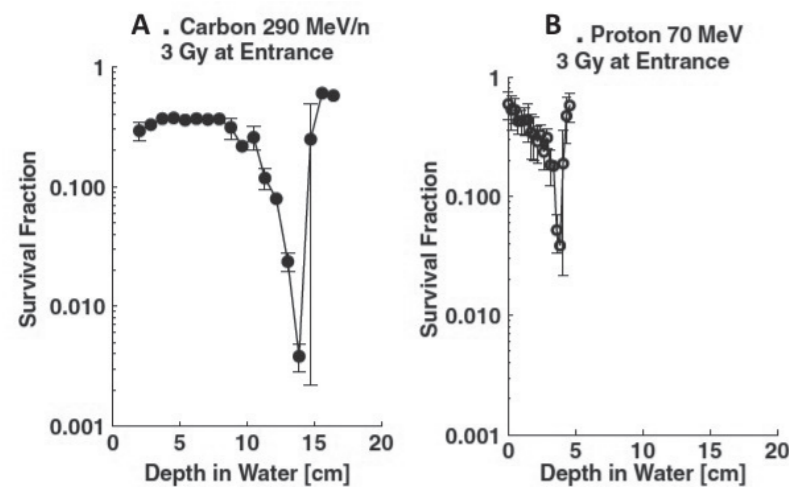 A . Carbon 290 MeV/n
3 Gy at Entrance
1
0.100
0.010
0.001
Survival Fraction
0 5 10 15 20
Depth in Water [cm]
B . Proton 70 MeV
3 Gy at Entrance
1
0.100
0.010
0.001
Survival Fraction
0 5 10 15 20
Depth in Water [cm]